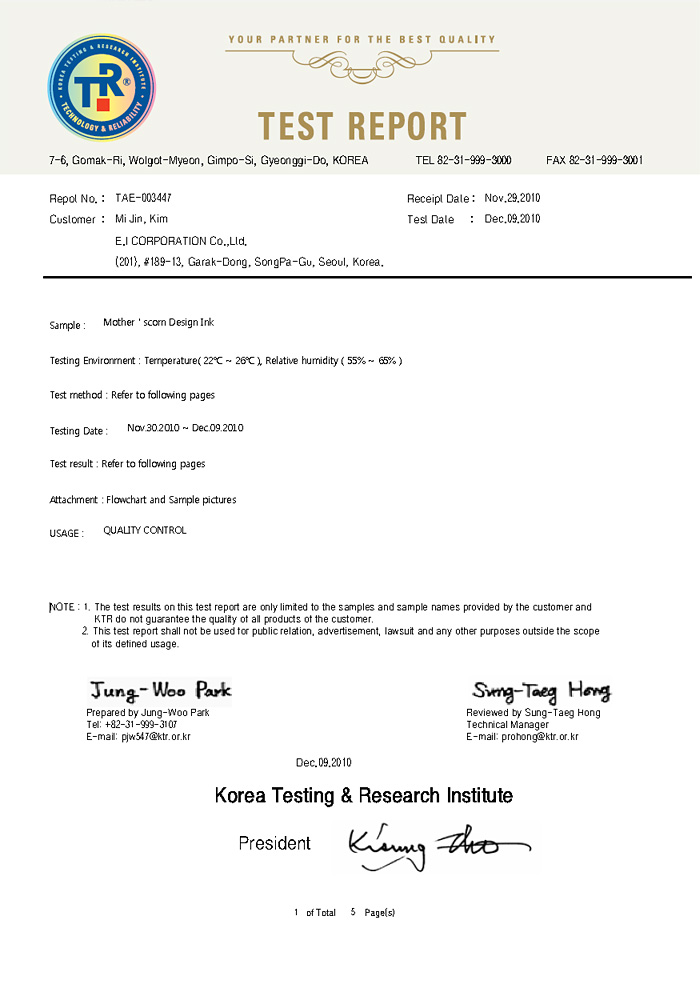 YOUR PARTNER FOR THE BEST QUALITY
KOREA TESTING & RESEARCH INSTITUTE
KTR®
TECHNOLOGY & RELIABILITY
TEST REPORT
7-6, Gomak-Ri, Wolgot-Myeon, Gimpo-Si, Gyeonggi-Do, KOREA TEL 82-31-999-3000 FAX 82-31-999-3001
Repot No. : TAE-003447 Receipt Date : Nov.29.2010
Customer : Mi Jin, Kim Test Date : Dec.09.2010
E.I CORPORATION Co.,Ltd.
(201), #189-13, Garak-Dong, SongPa-Gu, Seoul, Korea.
Sample : Mother ' scorn Design Ink
Testing Environment : Temperature( 22℃ ~ 26℃ ), Relative humidity ( 55% ~ 65% )
Test method : Refer to following pages
Testing Date : Nov.30.2010 ~ Dec.09.2010
Test result : Refer to following pages
Attachment : Flowchart and Sample pictures
USAGE : QUALITY CONTROL
NOTE : 1. The test results on this test report are only limited to the samples and sample names provided by the customer and
KTR do not guarantee the quality of all products of the customer.
2. This test report shall not be used for public relation, advertisement, lawsuit and any other purposes outside the scope
of its defined usage.
Jung-Woo Park Sung-Taeg Hong
Prepared by Jung-Woo Park Reviewed by Sung-Taeg Hong
Tel: +82-31-999-3107 Technical Manager
E-mail: pjw547@ktr.or.kr E-mail: prohong@ktr.or.kr
Dec.09.2010
Korea Testing & Research Institute
President
1 of Total 5 Page(s)